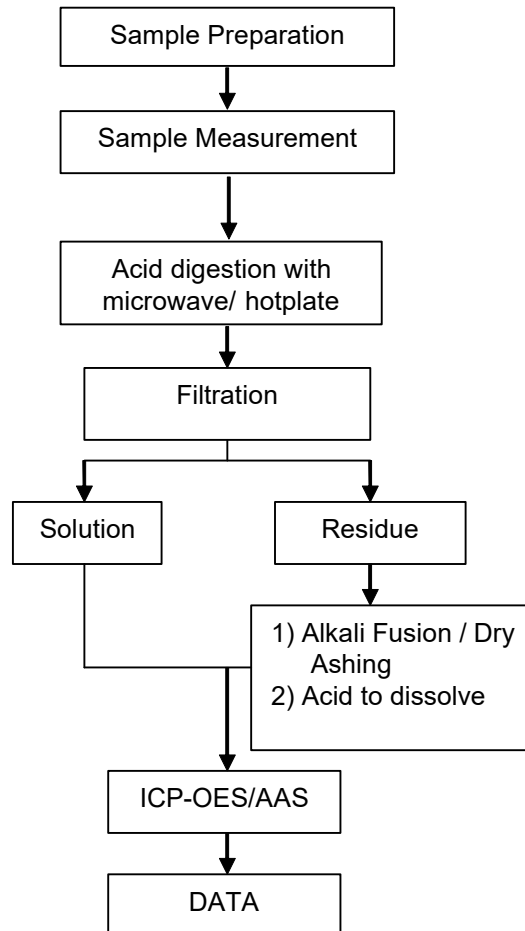 Sample Preparation
Sample Measurement
Acid digestion with
microwave/ hotplate
Filtration
Solution
Residue
1) Alkali Fusion / Dry
Ashing
2) Acid to dissolve
ICP-OES/AAS
DATA